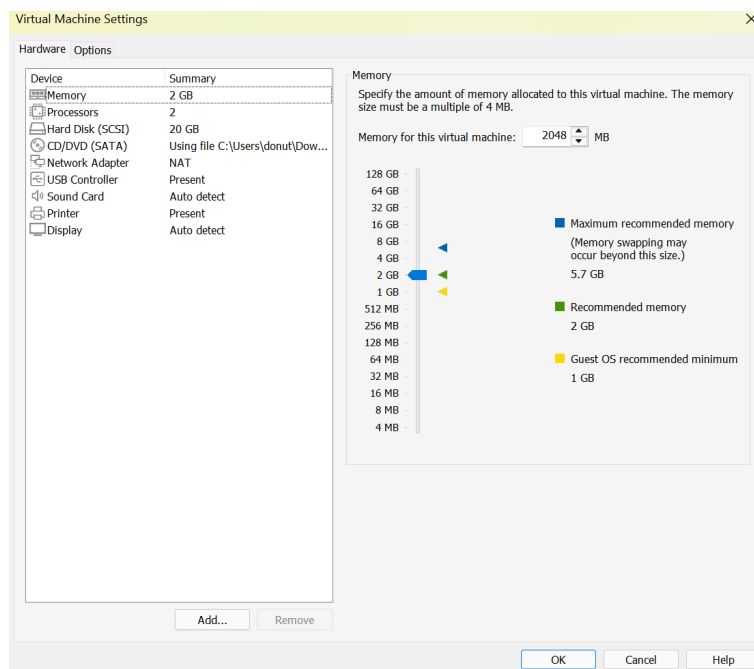 Virtual Machine Settings
Hardware Options
Device Summary
Memory 2 GB
Processors 2
Hard Disk (SCSI) 20 GB
CD/DVD (SATA) Using file C:\Users\donut\Dow...
Network Adapter NAT
USB Controller Present
Sound Card Auto detect
Printer Present
Display Auto detect
Add... Remove
Memory
Specify the amount of memory allocated to this virtual machine. The memory
size must be a multiple of 4 MB.
Memory for this virtual machine: 2048 MB
128 GB
64 GB
32 GB
16 GB
8 GB
4 GB
2 GB
1 GB
512 MB
256 MB
128 MB
64 MB
32 MB
16 MB
8 MB
4 MB
Maximum recommended memory
(Memory swapping may
occur beyond this size.)
5.7 GB
Recommended memory
2 GB
Guest OS recommended minimum
1 GB
OK Cancel Help